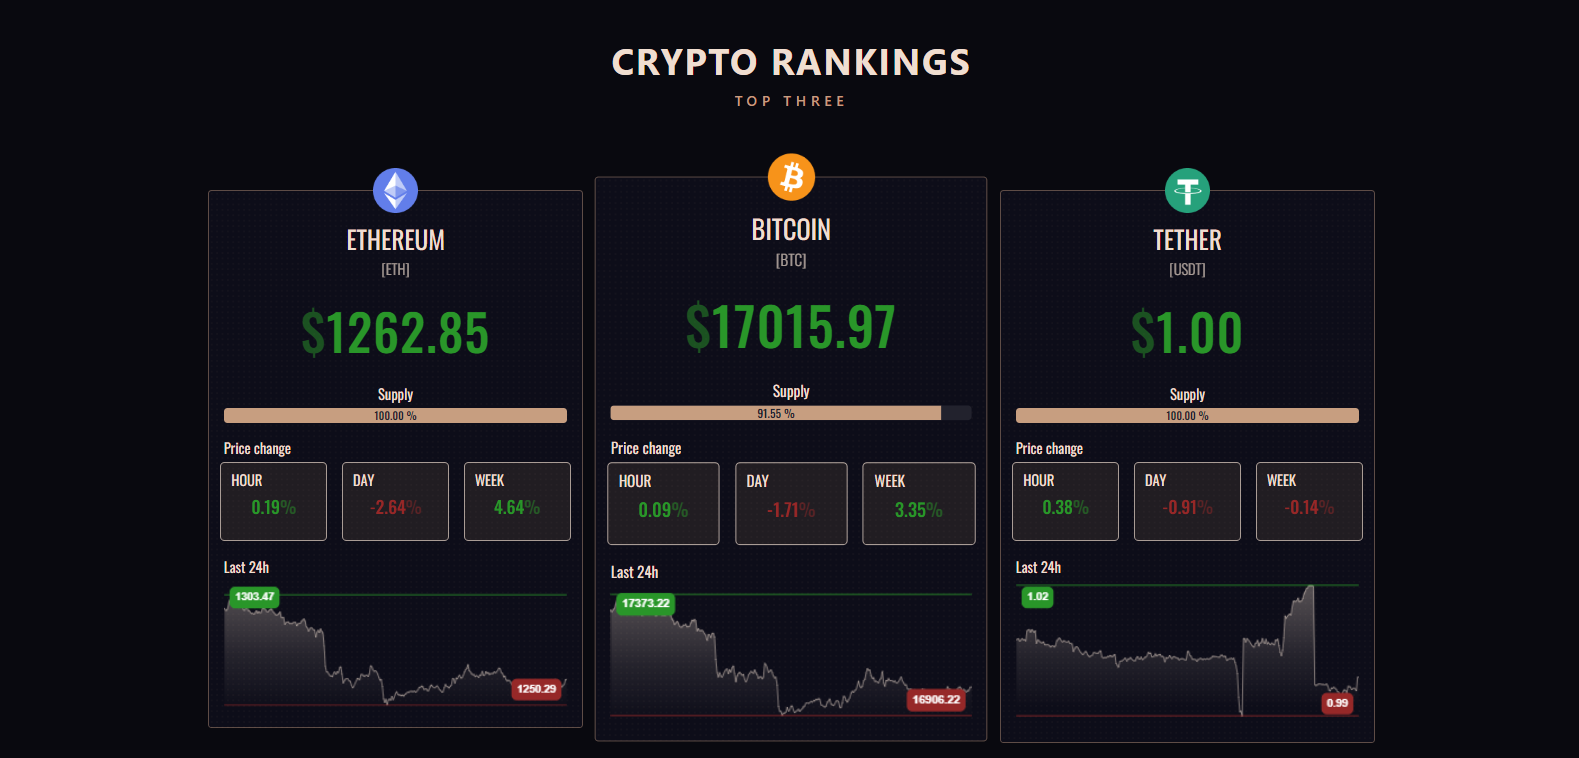 CRYPTO RANKINGS
TOP THREE
ETHEREUM
[ETH]
$1262.85
Supply
100.00 %
Price change
HOUR
0.19%
DAY
-2.64%
WEEK
4.64%
Last 24h
1303.47
1250.29
BITCOIN
[BTC]
$17015.97
Supply
91.55 %
Price change
HOUR
0.09%
DAY
-1.71%
WEEK
3.35%
Last 24h
17373.22
16906.22
TETHER
[USDT]
$1.00
Supply
100.00 %
Price change
HOUR
0.38%
DAY
-0.91%
WEEK
-0.14%
Last 24h
1.02
0.99